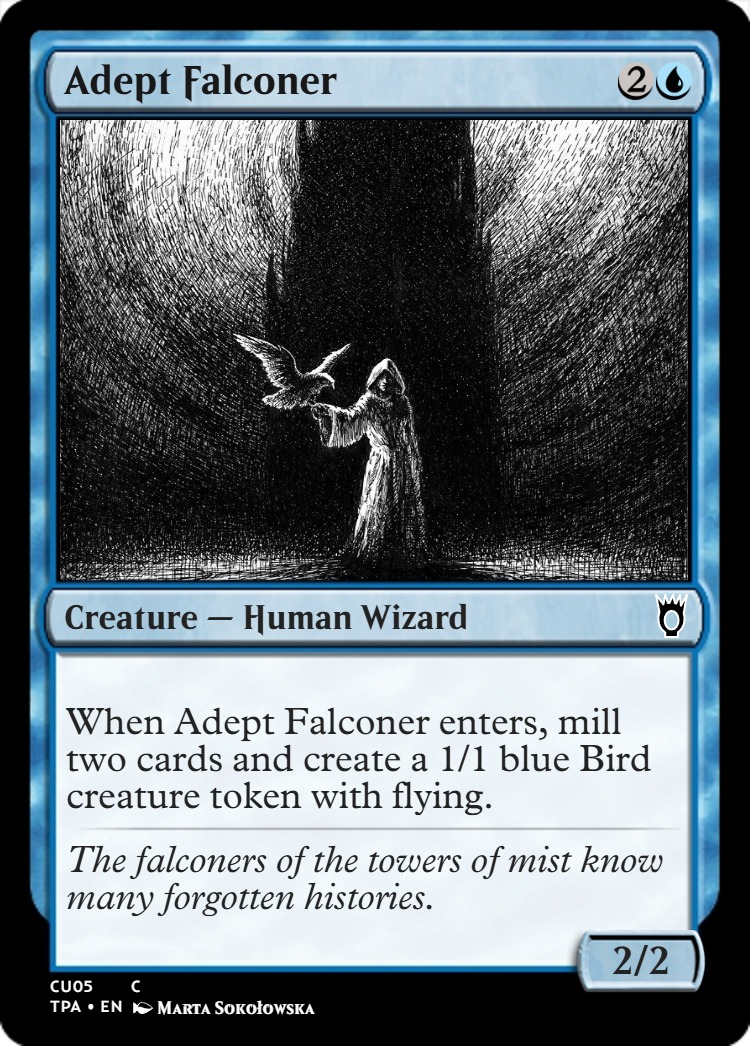 Adept Falconer 2
Creature — Human Wizard
When Adept Falconer enters, mill
two cards and create a 1/1 blue Bird
creature token with flying.
The falconers of the towers of mist know
many forgotten histories.
2/2
CU05 C
TPA • EN Marta Sokołowska